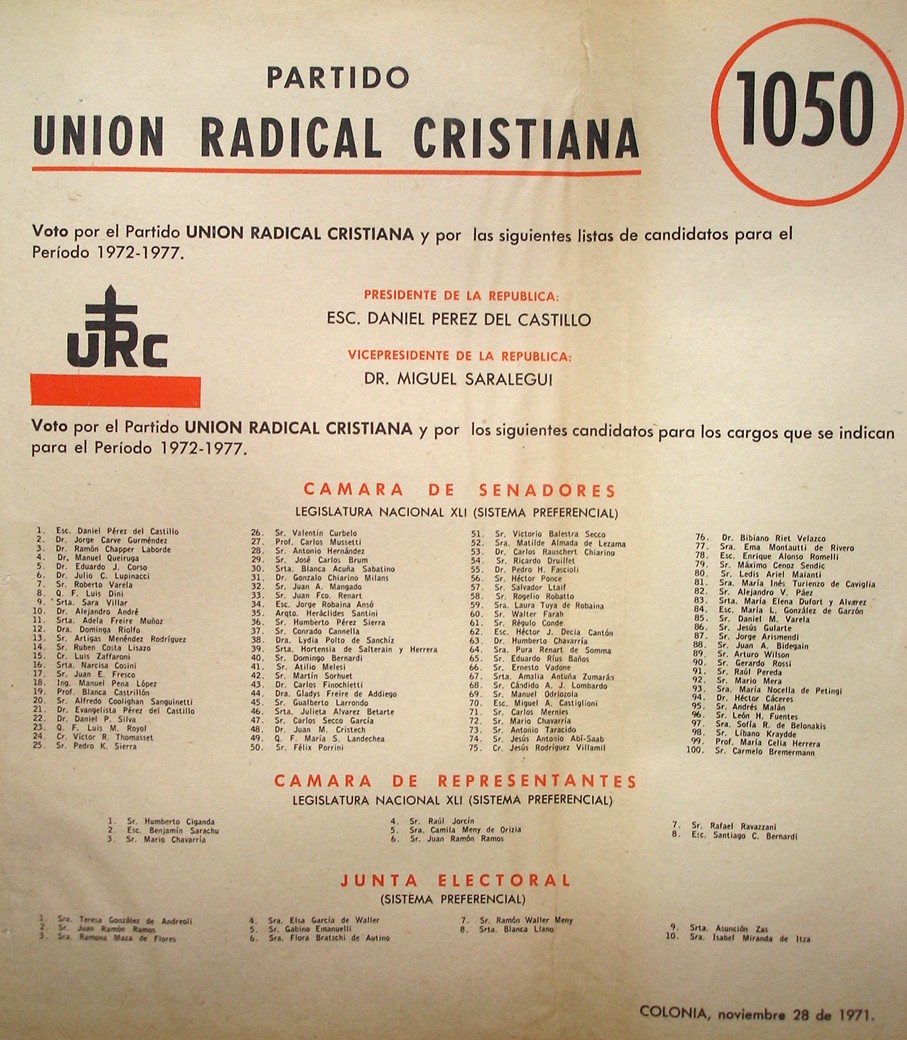 PARTIDO
UNION RADICAL CRISTIANA
1050
Voto por el Partido UNION RADICAL CRISTIANA y por las siguientes listas de candidatos para el
Período 1972-1977.
URC
PRESIDENTE DE LA REPUBLICA:
ESC. DANIEL PEREZ DEL CASTILLO
VICEPRESIDENTE DE LA REPUBLICA:
DR. MIGUEL SARALEGUI
Voto por el Partido UNION RADICAL CRISTIANA y por los siguientes candidatos para los cargos que se indican
para el Período 1972-1977.
CAMARA DE SENADORES
LEGISLATURA NACIONAL XLI (SISTEMA PREFERENCIAL)
1. Esc. Daniel Pérez del Castillo
2. Dr. Jorge Carve Gurméndez
3. Dr. Ramón Chapper Laborde
4. Dr. Manuel Queiruga
5. Dr. Eduardo J. Corso
6. Dr. Julio C. Lupinacci
7. Sr. Roberto Varela
8. Q. F. Luis Dini
9. Srta. Sara Villar
10. Dr. Alejandro André
11. Srta. Adela Freire Muñoz
12. Dra. Dominga Riolfo
13. Sr. Artigas Menéndez Rodríguez
14. Sr. Ruben Costa Lisazo
15. Cr. Luis Zaffaroni
16. Srta. Narcisa Cosini
17. Sr. Juan E. Fresco
18. Ing. Manuel Pena López
19. Prof. Blanca Castrillón
20. Sr. Alfredo Coolighan Sanguinetti
21. Dr. Evangelista Pérez del Castillo
22. Dr. Daniel P. Silva
23. Q. F. Luis M. Royol
24. Cr. Víctor R. Thomasset
25. Sr. Pedro K. Sierra
26. Sr. Valentín Curbelo
27. Prof. Carlos Mussetti
28. Sr. Antonio Hernández
29. Sr. José Carlos Brum
30. Srta. Blanca Acuña Sabatino
31. Dr. Gonzalo Chiarino Milans
32. Sr. Juan A. Mangado
33. Sr. Juan Fco. Renart
34. Esc. Jorge Robaina Ansó
35. Arqto. Heráclides Santini
36. Sr. Humberto Pérez Sierra
37. Sr. Conrado Cannella
38. Dra. Lydia Polto de Sanchíz
39. Srta. Hortensia de Salterain y Herrera
40. Sr. Domingo Bernardi
41. Sr. Atilio Melesi
42. Sr. Martín Sorhuet
43. Dr. Carlos Finochietti
44. Dra. Gladys Freire de Addiego
45. Sr. Gualberto Larrondo
46. Srta. Julieta Alvarez Betarte
47. Sr. Carlos Secco García
48. Dr. Juan M. Cristech
49. Q. F. María S. Landechea
50. Sr. Félix Porrini
51. Sr. Victorio Balestra Secco
52. Sra. Matilde Almada de Lezama
53. Dr. Carlos Rauschert Chiarino
54. Sr. Ricardo Druillet
55. Dr. Pedro H. Fascioli
56. Sr. Héctor Ponce
57. Sr. Salvador Ltaif
58. Sr. Rogelio Robatto
59. Sra. Laura Tuya de Robaina
60. Sr. Walter Farah
61. Sr. Régulo Conde
62. Esc. Héctor J. Decia Cantón
63. Dr. Humberto Chavarría
64. Sra. Pura Renart de Somma
65. Sr. Eduardo Ríus Baños
66. Sr. Ernesto Vadone
67. Srta. Amalia Antuña Zumarás
68. Sr. Cándido A. J. Lombardo
69. Sr. Manuel Odriozola
70. Esc. Miguel A. Castiglioni
71. Sr. Carlos Mernies
72. Sr. Mario Chavarría
73. Sr. Antonio Taracido
74. Sr. Jesús Antonio Abi-Saab
75. Cr. Jesús Rodríguez Villamil
76. Dr. Bibiano Riet Velazco
77. Sra. Ema Montautti de Rivero
78. Esc. Enrique Alonso Romelli
79. Sr. Máximo Cenoz Sendic
80. Sr. Ledis Ariel Maianti
81. Sra. María Inés Turienzo de Caviglia
82. Sr. Alejandro V. Páez
83. Srta. María Elena Dufort y Alvarez
84. Esc. María L. González de Garzón
85. Sr. Daniel M. Varela
86. Sr. Jesús Gularte
87. Sr. Jorge Arismendi
88. Sr. Juan A. Bidegain
89. Sr. Arturo Wilson
90. Sr. Gerardo Rossi
91. Sr. Raúl Pereda
92. Sr. Mario Mera
93. Sra. María Nocella de Petingi
94. Dr. Héctor Cáceres
95. Sr. Andrés Malán
96. Sr. León H. Fuentes
97. Sra. Sofía R. de Belonakis
98. Sr. Líbano Kraydde
99. Prof. María Celia Herrera
100. Sr. Carmelo Bremermann
CAMARA DE REPRESENTANTES
LEGISLATURA NACIONAL XLI (SISTEMA PREFERENCIAL)
1. Sr. Humberto Ciganda
2. Esc. Benjamín Sarachu
3. Sr. Mario Chavarría
4. Sr. Raúl Jorcín
5. Sra. Camila Meny de Orizia
6. Sr. Juan Ramón Ramos
7. Sr. Rafael Ravazzani
8. Esc. Santiago C. Bernardi
JUNTA ELECTORAL
(SISTEMA PREFERENCIAL)
1. Sra. Teresa González de Andreoli
2. Sr. Juan Ramón Ramos
3. Sra. Ramona Maza de Flores
4. Sra. Elsa García de Waller
5. Sr. Gabino Emanuelli
6. Sra. Flora Bratschi de Autino
7. Sr. Ramón Waller Meny
8. Srta. Blanca Llano
9. Srta. Asunción Zas
10. Sra. Isabel Miranda de Itza
COLONIA, noviembre 28 de 1971.